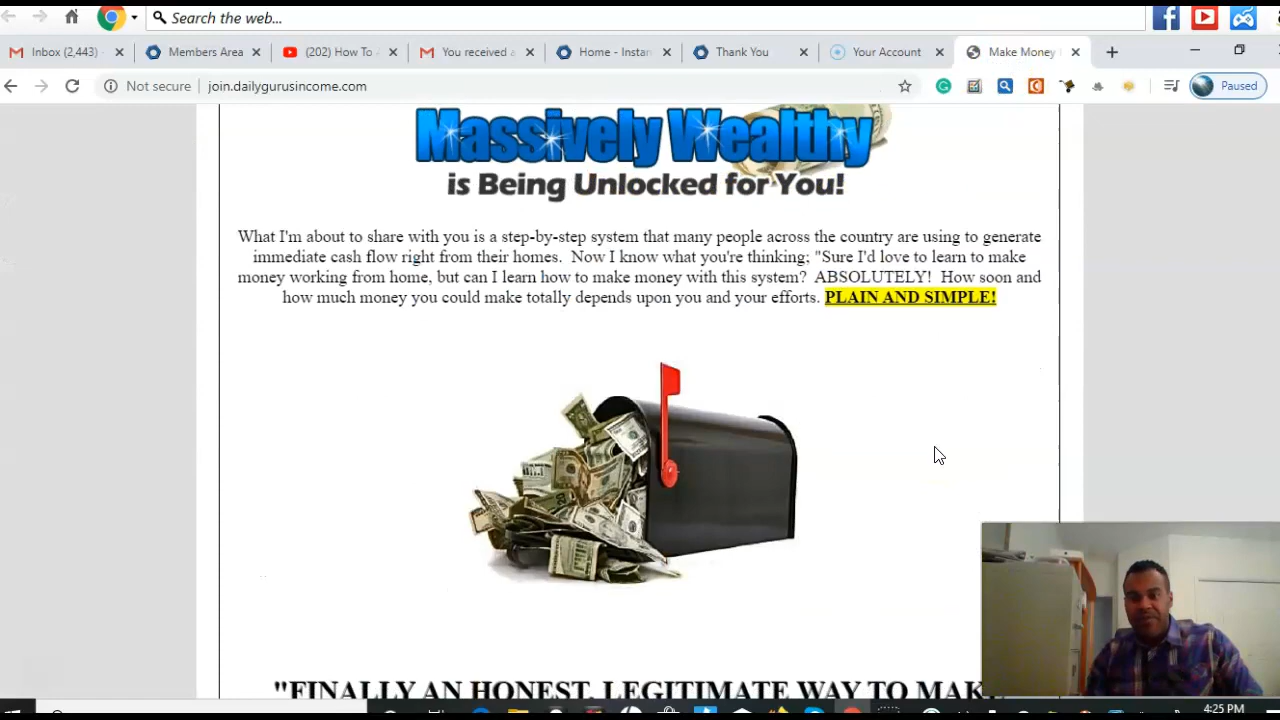 Search the web...
Inbox (2,443)
Members Area
(202) How To
You received a
Home - Instan
Thank You
Your Account
Make Money
Not secure
join.dailygurusincome.com
Paused
Massively Wealthy
is Being Unlocked for You!
What I'm about to share with you is a step-by-step system that many people across the country are using to generate
immediate cash flow right from their homes. Now I know what you're thinking; "Sure I'd love to learn to make
money working from home, but can I learn how to make money with this system? ABSOLUTELY! How soon and
how much money you could make totally depends upon you and your efforts. PLAIN AND SIMPLE!
"FINALLY AN HONEST, LEGITIMATE WAY TO MAKE
4:25 PM